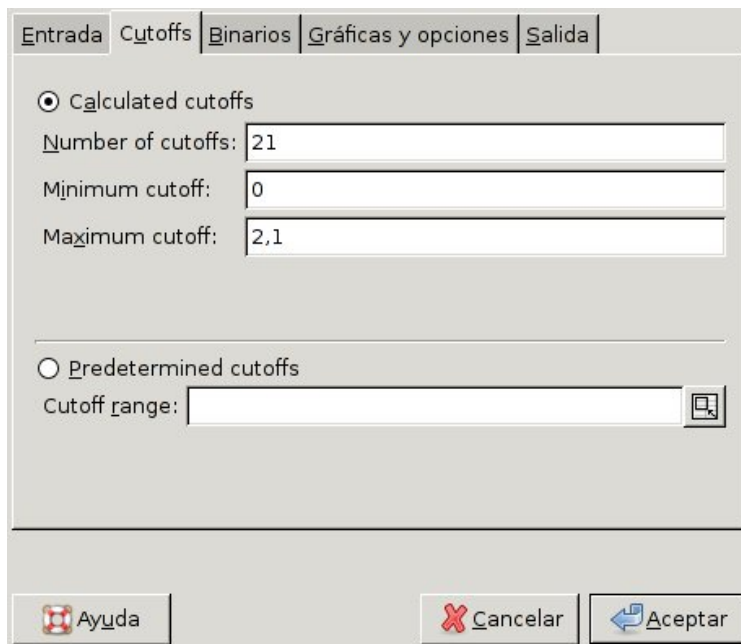 Entrada Cutoffs Binarios Gráficas y opciones Salida
Calculated cutoffs
Number of cutoffs: 21
Minimum cutoff: 0
Maximum cutoff: 2,1
Predetermined cutoffs
Cutoff range:
Ayuda Cancelar Aceptar